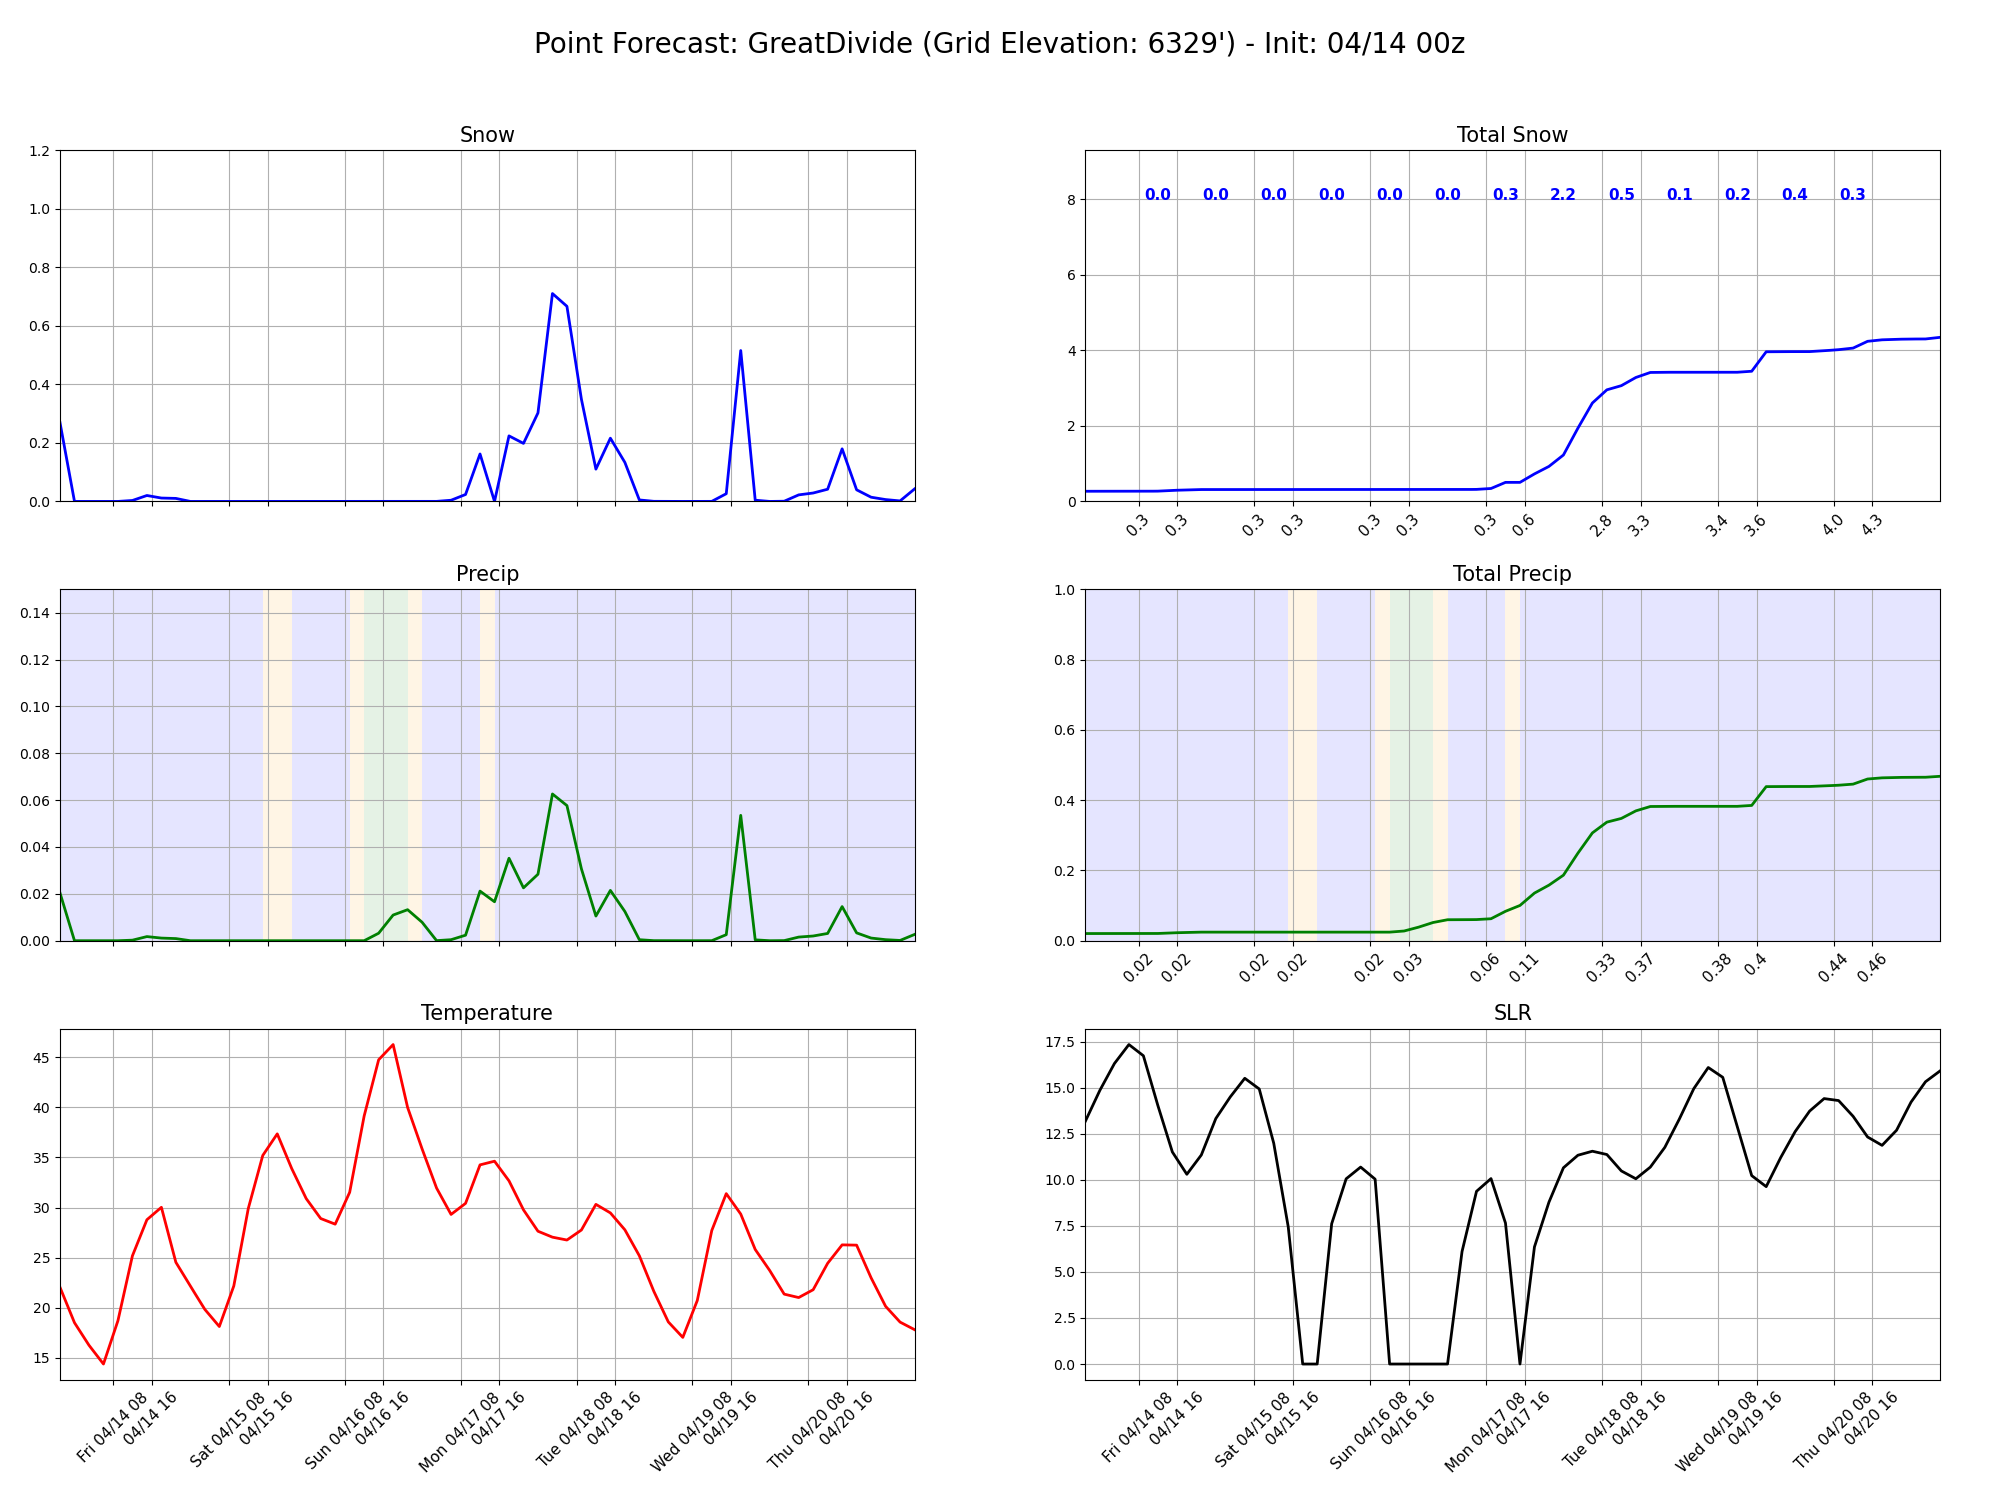 Point Forecast: GreatDivide (Grid Elevation: 6329') - Init: 04/14 00z
Snow
1.2
1.0
0.8
0.6
0.4
0.2
0.0
Total Snow
0.0 0.0 0.0 0.0 0.0 0.0 0.3 2.2 0.5 0.1 0.2 0.4 0.3
8
6
4
2
0
0.3 0.3 0.3 0.3 0.3 0.3 0.3 0.6 2.8 3.3 3.4 3.6 4.0 4.3
Precip
0.14
0.12
0.10
0.08
0.06
0.04
0.02
0.00
Total Precip
1.0
0.8
0.6
0.4
0.2
0.0
0.02 0.02 0.02 0.02 0.02 0.03 0.06 0.11 0.33 0.37 0.38 0.4 0.44 0.46
Temperature
45
40
35
30
25
20
15
Fri 04/14 08
04/14 16
Sat 04/15 08
04/15 16
Sun 04/16 08
04/16 16
Mon 04/17 08
04/17 16
Tue 04/18 08
04/18 16
Wed 04/19 08
04/19 16
Thu 04/20 08
04/20 16
SLR
17.5
15.0
12.5
10.0
7.5
5.0
2.5
0.0
Fri 04/14 08
04/14 16
Sat 04/15 08
04/15 16
Sun 04/16 08
04/16 16
Mon 04/17 08
04/17 16
Tue 04/18 08
04/18 16
Wed 04/19 08
04/19 16
Thu 04/20 08
04/20 16